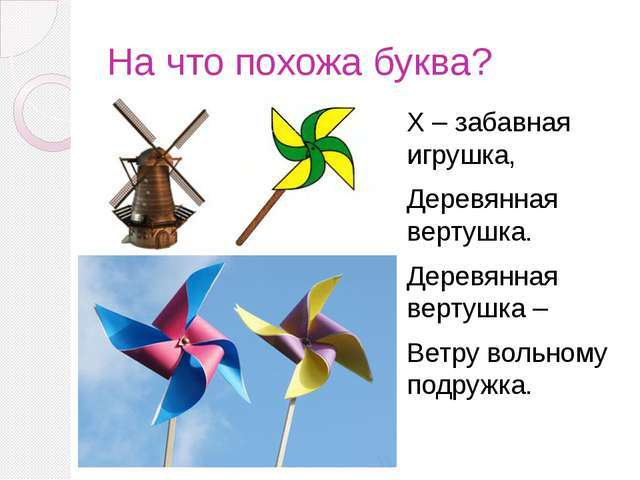 На что похожа буква?
Х – забавная
игрушка,
Деревянная
вертушка.
Деревянная
вертушка –
Ветру вольному
подружка.